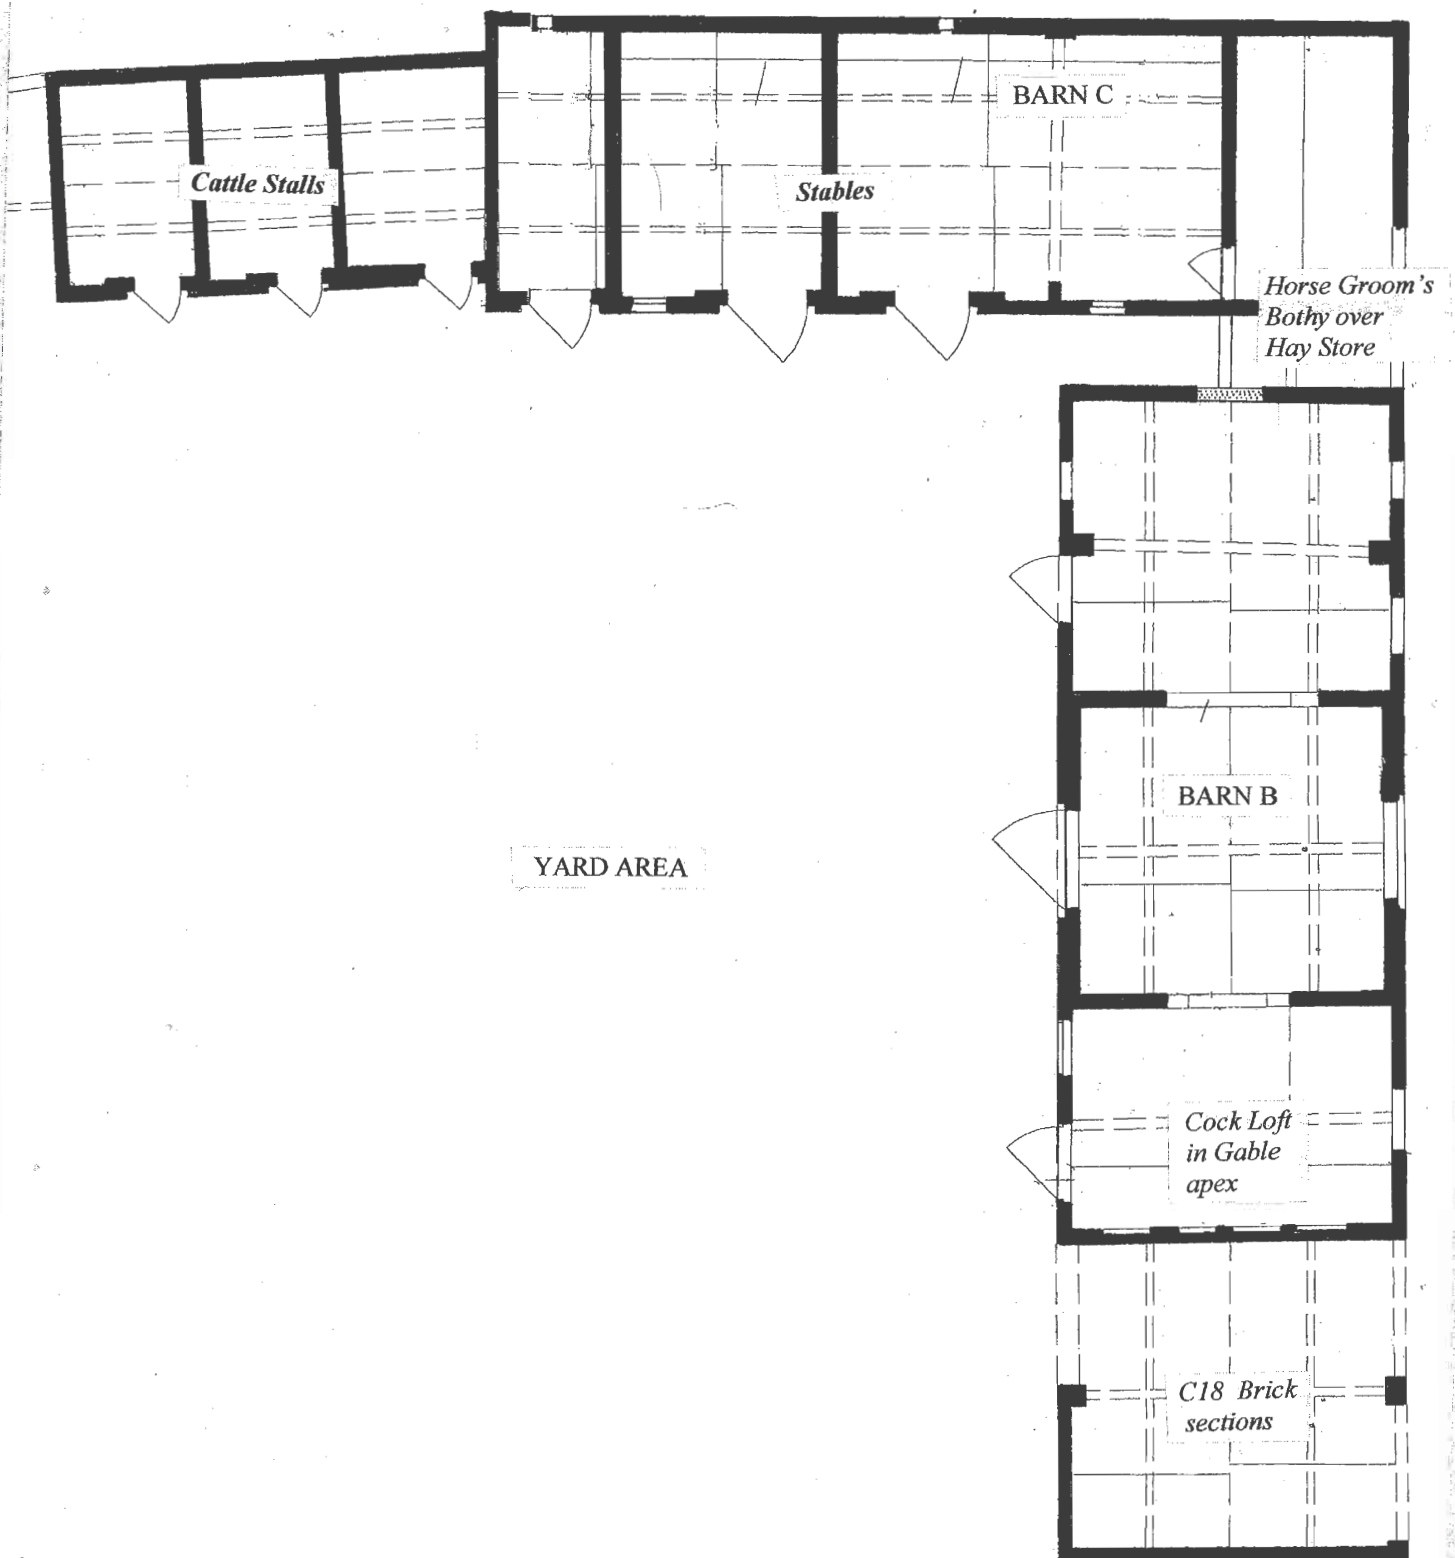 BARN C
Cattle Stalls
Stables
Horse Groom's
Bothy over
Hay Store
BARN B
YARD AREA
Cock Loft
in Gable
apex
C18 Brick
sections